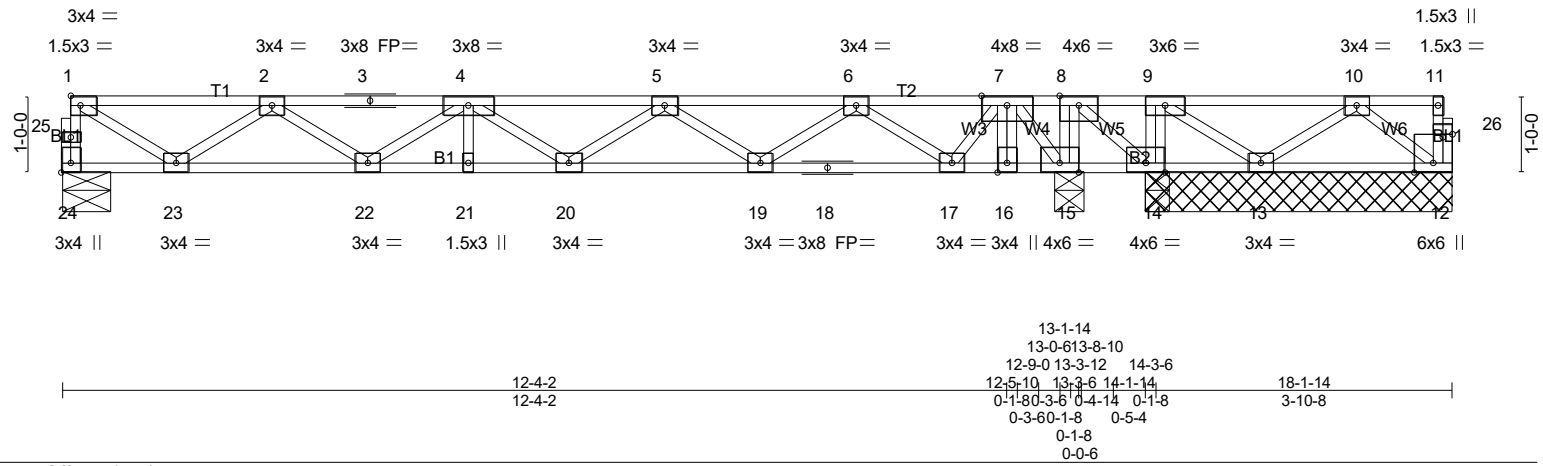 3x4 = 1.5x3 ||
1.5x3 = 3x4 = 3x8 FP= 3x8 = 3x4 = 3x4 = 4x8 = 4x6 = 3x6 = 3x4 = 1.5x3 =
1 2 3 4 5 6 7 8 9 10 11
T1 T2
1-0-0 25 BL1 B1 W3 W4 W5 B2 W6 BL1 26 1-0-0
24 23 22 21 20 19 18 17 16 15 14 13 12
3x4 || 3x4 = 3x4 = 1.5x3 || 3x4 = 3x4 = 3x8 FP= 3x4 = 3x4 || 4x6 = 4x6 = 3x4 = 6x6 ||
13-1-14
13-0-6 13-8-10
12-9-0 13-3-12 14-3-6
12-4-2 12-5-10 13-3-6 14-1-14 18-1-14
12-4-2 0-1-8 0-3-6 0-4-14 0-1-8 3-10-8
0-3-6 0-1-8 0-5-4
0-1-8
0-0-6